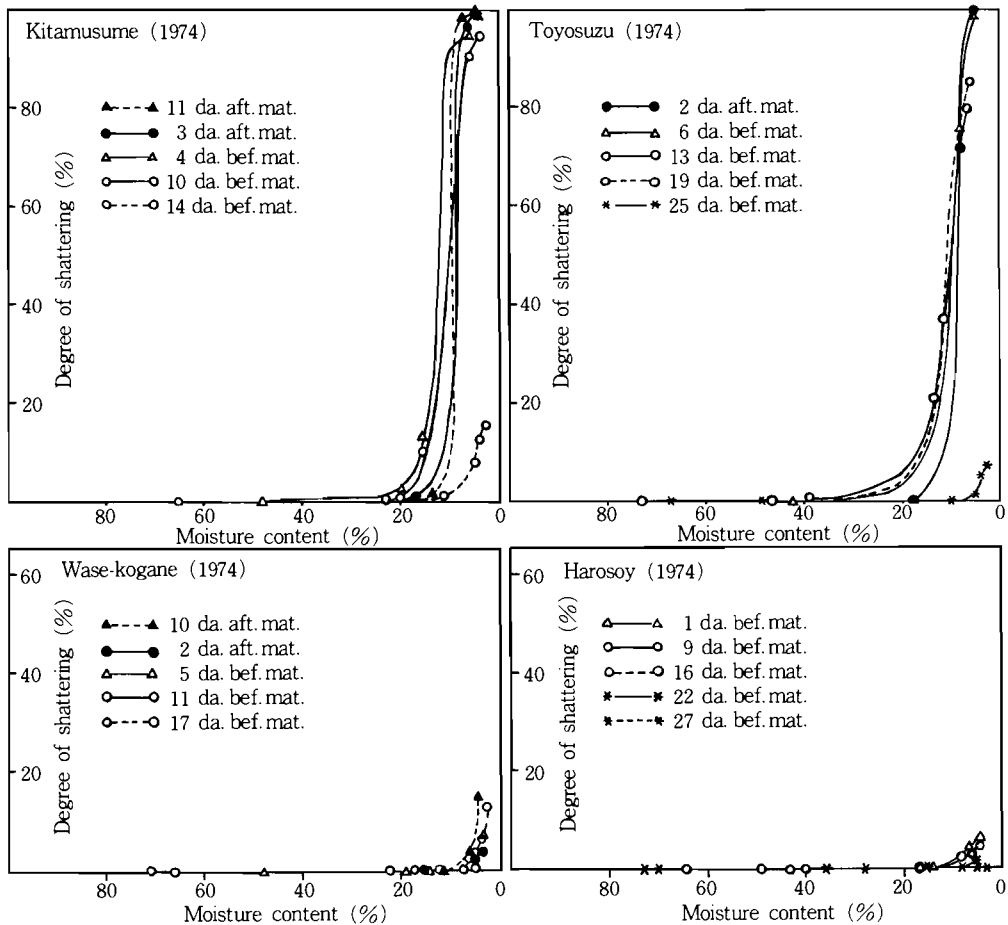 Kitamusume (1974)
11 da. aft. mat.
3 da. aft. mat.
4 da. bef. mat.
10 da. bef. mat.
14 da. bef. mat.
Degree of shattering (%)
80
60
40
20
80 60 40 20 0
Moisture content (%)
Toyosuzu (1974)
2 da. aft. mat.
6 da. bef. mat.
13 da. bef. mat.
19 da. bef. mat.
25 da. bef. mat.
Degree of shattering (%)
80
60
40
20
80 60 40 20 0
Moisture content (%)
Wase-kogane (1974)
10 da. aft. mat.
2 da. aft. mat.
5 da. bef. mat.
11 da. bef. mat.
17 da. bef. mat.
Degree of shattering (%)
60
40
20
80 60 40 20 0
Moisture content (%)
Harosoy (1974)
1 da. bef. mat.
9 da. bef. mat.
16 da. bef. mat.
22 da. bef. mat.
27 da. bef. mat.
Degree of shattering (%)
60
40
20
80 60 40 20 0
Moisture content (%)